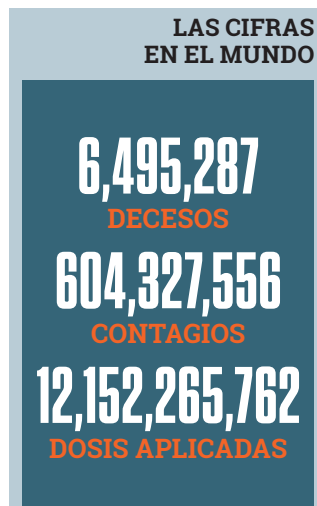 LAS CIFRAS
EN EL MUNDO
6,495,287
DECESOS
604,327,556
CONTAGIOS
12,152,265,762
DOSIS APLICADAS